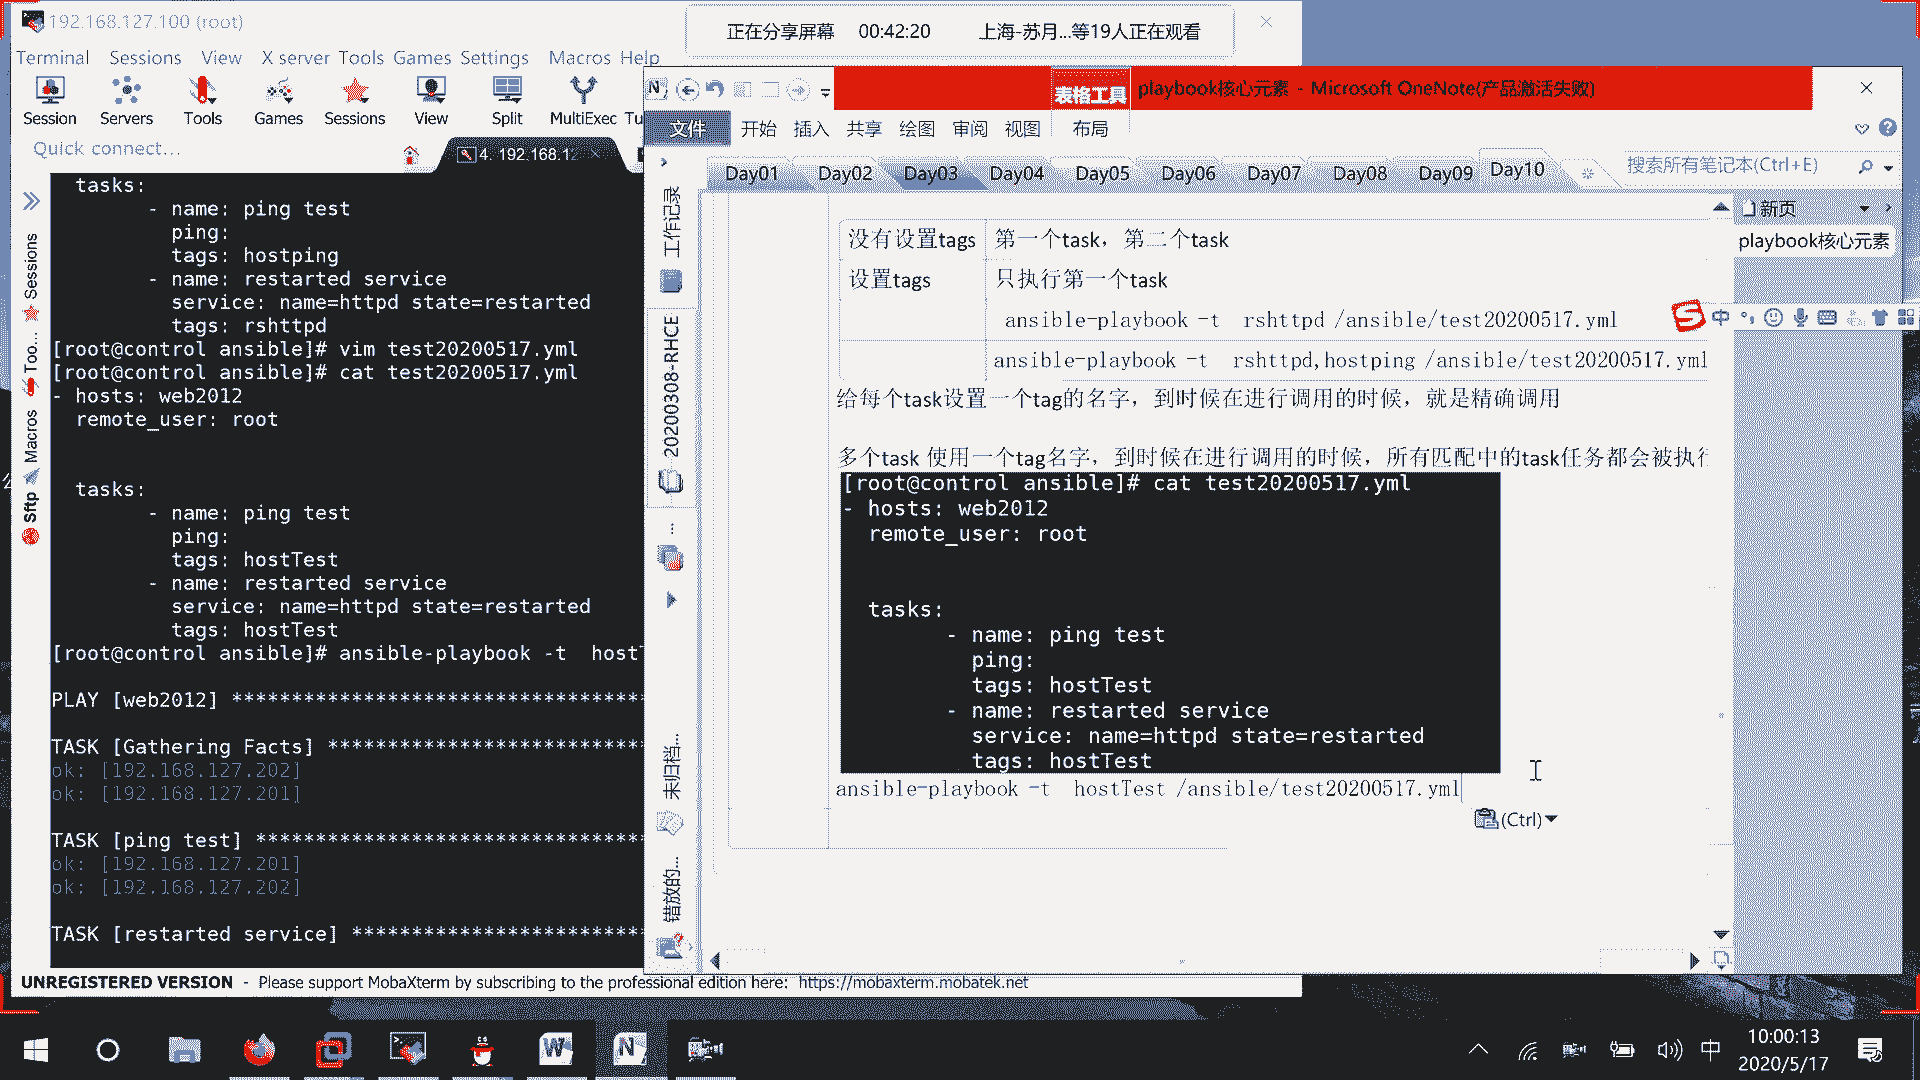 192.168.127.100 (root)
正在分享屏幕 00:42:20 上海-苏月...等19人正在观看
Terminal Sessions View X server Tools Games Settings Macros Help
Session Servers Tools Games Sessions View Split MultiExec Tu
Quick connect...
4. 192.168.12
Sessions
Too...
Macros
Sftp
tasks:
- name: ping test
ping:
tags: hostping
- name: restarted service
service: name=httpd state=restarted
tags: rshttpd
[root@control ansible]# vim test20200517.yml
[root@control ansible]# cat test20200517.yml
- hosts: web2012
remote_user: root
tasks:
- name: ping test
ping:
tags: hostTest
- name: restarted service
service: name=httpd state=restarted
tags: hostTest
[root@control ansible]# ansible-playbook -t host
PLAY [web2012] ***********************************
TASK [Gathering Facts] ***************************
ok: [192.168.127.202]
ok: [192.168.127.201]
TASK [ping test] *********************************
ok: [192.168.127.201]
ok: [192.168.127.202]
TASK [restarted service] *************************
UNREGISTERED VERSION - Please support MobaXterm by subscribing to the professional edition here: https://mobaxterm.mobatek.net
表格工具 playbook核心元素 - Microsoft OneNote(产品激活失败)
文件 开始 插入 共享 绘图 审阅 视图 布局
Day01 Day02 Day03 Day04 Day05 Day06 Day07 Day08 Day09 Day10
搜索所有笔记本(Ctrl+E)
工作记录
20200308-RHCE
...
未归档...
错放的...
新页
playbook核心元素
没有设置tags 第一个task，第二个task
设置tags 只执行第一个task
ansible-playbook -t rshttpd /ansible/test20200517.yml
ansible-playbook -t rshttpd,hostping /ansible/test20200517.yml
给每个task设置一个tag的名字，到时候在进行调用的时候，就是精确调用
多个task 使用一个tag名字，到时候在进行调用的时候，所有匹配中的task任务都会被执行
[root@control ansible]# cat test20200517.yml
- hosts: web2012
remote_user: root
tasks:
- name: ping test
ping:
tags: hostTest
- name: restarted service
service: name=httpd state=restarted
tags: hostTest
ansible-playbook -t hostTest /ansible/test20200517.yml
(Ctrl)
中
中
10:00:13
2020/5/17